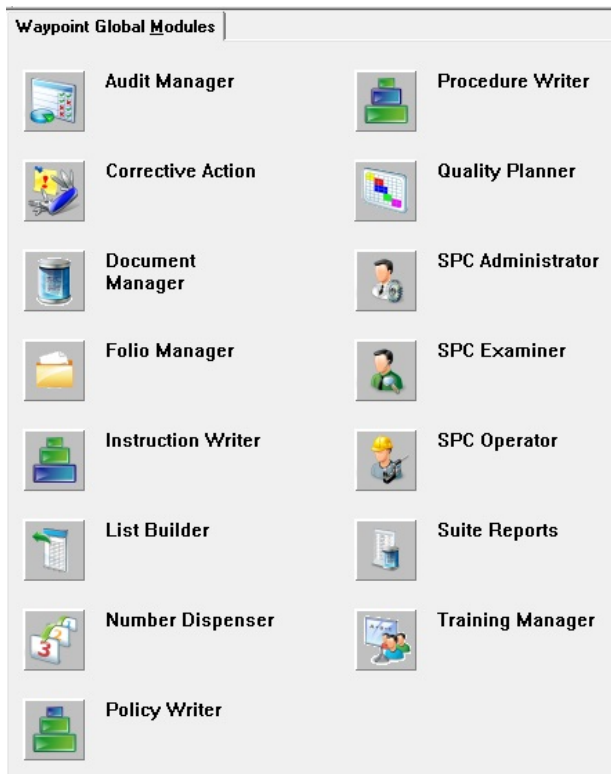 Waypoint Global Modules
Audit Manager
Corrective Action
Document
Manager
Folio Manager
Instruction Writer
List Builder
Number Dispenser
Policy Writer
Procedure Writer
Quality Planner
SPC Administrator
SPC Examiner
SPC Operator
Suite Reports
Training Manager